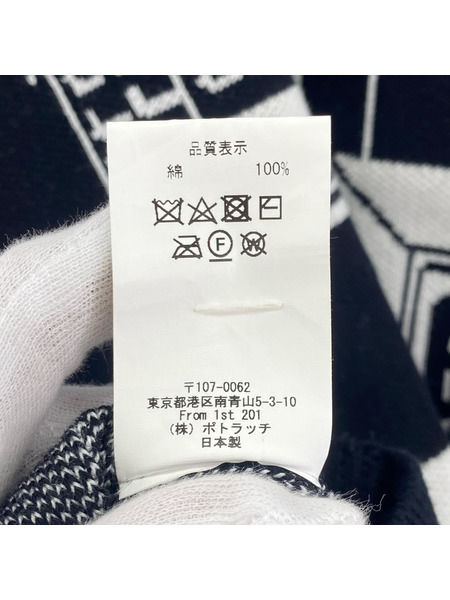 品質表示
綿 100%
F
W
〒107-0062
東京都港区南青山5-3-10
From 1st 201
(株) ポトラッチ
日本製